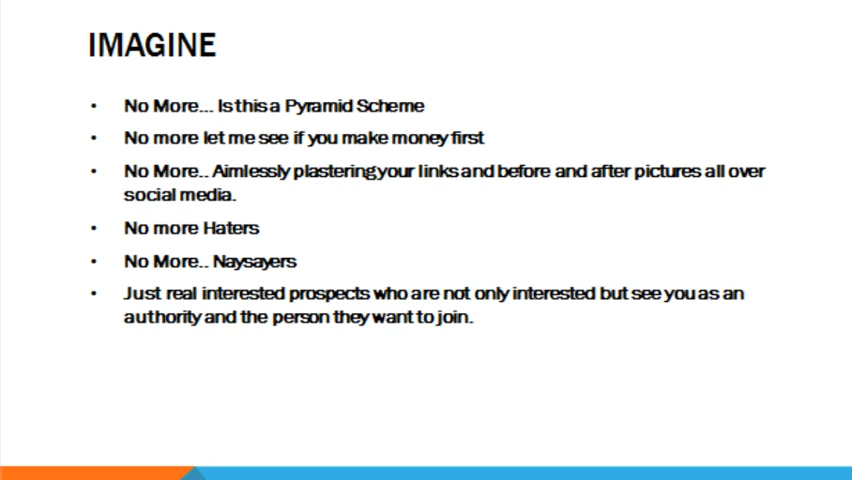 IMAGINE
• No More... Is this a Pyramid Scheme
• No more let me see if you make money first
• No More.. Aimlessly plastering your links and before and after pictures all over
social media.
• No more Haters
• No More.. Naysayers
• Just real interested prospects who are not only interested but see you as an
authority and the person they want to join.